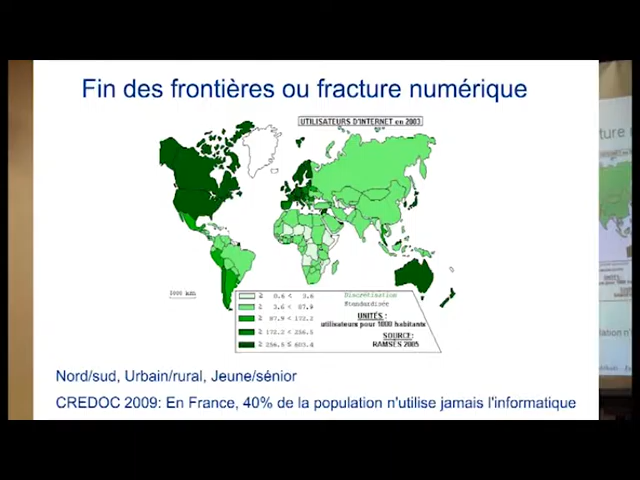 Fin des frontières ou fracture numérique
UTILISATEURS D'INTERNET en 2003
1000 km
≥ 0.6 < 3.6
≥ 3.6 < 87.9
≥ 87.9 < 172.2
≥ 172.2 < 256.5
≥ 256.5 ≤ 603.4
Discrétisation
Standardisée
UNITÉS :
utilisateurs pour 1000 habitants
SOURCE:
RAMSES 2005
Nord/sud, Urbain/rural, Jeune/sénior
CREDOC 2009: En France, 40% de la population n'utilise jamais l'informatique